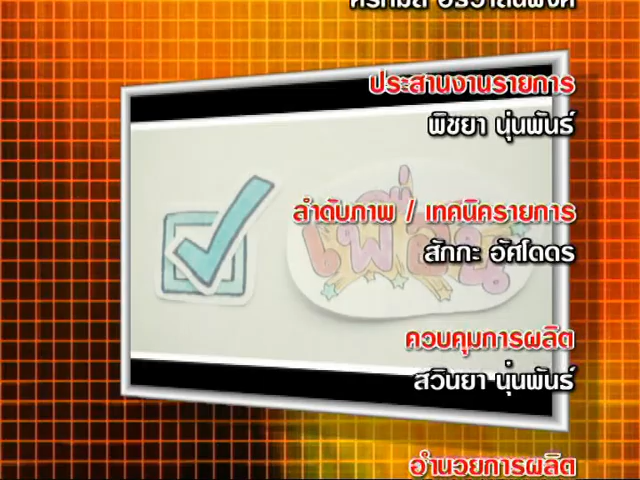 ประสานงานรายการ
พิชยา นุ่นพันธ์
ลำดับภาพ / เทคนิครายการ
สักกะ อัศโดดร
เพื่อน
ควบคุมการผลิต
สวินยา นุ่นพันธ์
อำนวยการผลิต